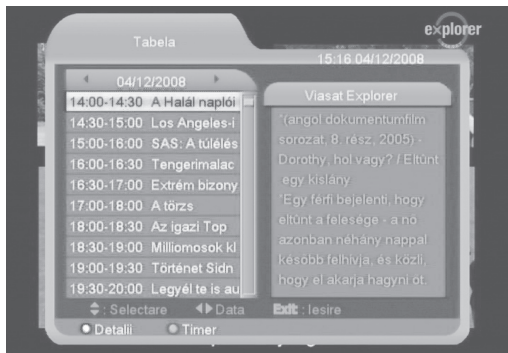 explorer
Tabela
15:16 04/12/2008
04/12/2008
14:00-14:30 A Halál naplói
14:30-15:00 Los Angeles-i
15:00-16:00 SAS: A túlélés
16:00-16:30 Tengerimalac
16:30-17:00 Extrém bizony
17:00-18:00 A törzs
18:00-18:30 Az igazi Top
18:30-19:00 Milliomosok kl
19:00-19:30 Történet Sidn
19:30-20:00 Legyél te is au
Viasat Explorer
"(angol dokumentumfilm
sorozat, 8. rész, 2005) -
Dorothy, hol vagy? / Eltünt
egy kislány
"Egy férfi bejelenti, hogy
eltünt a felesége - a nö
azonban néhány nappal
késöbb felhívja, és közli,
hogy el akarja hagyni öt.
: Selectare : Data Exit : Iesire
Detalii Timer